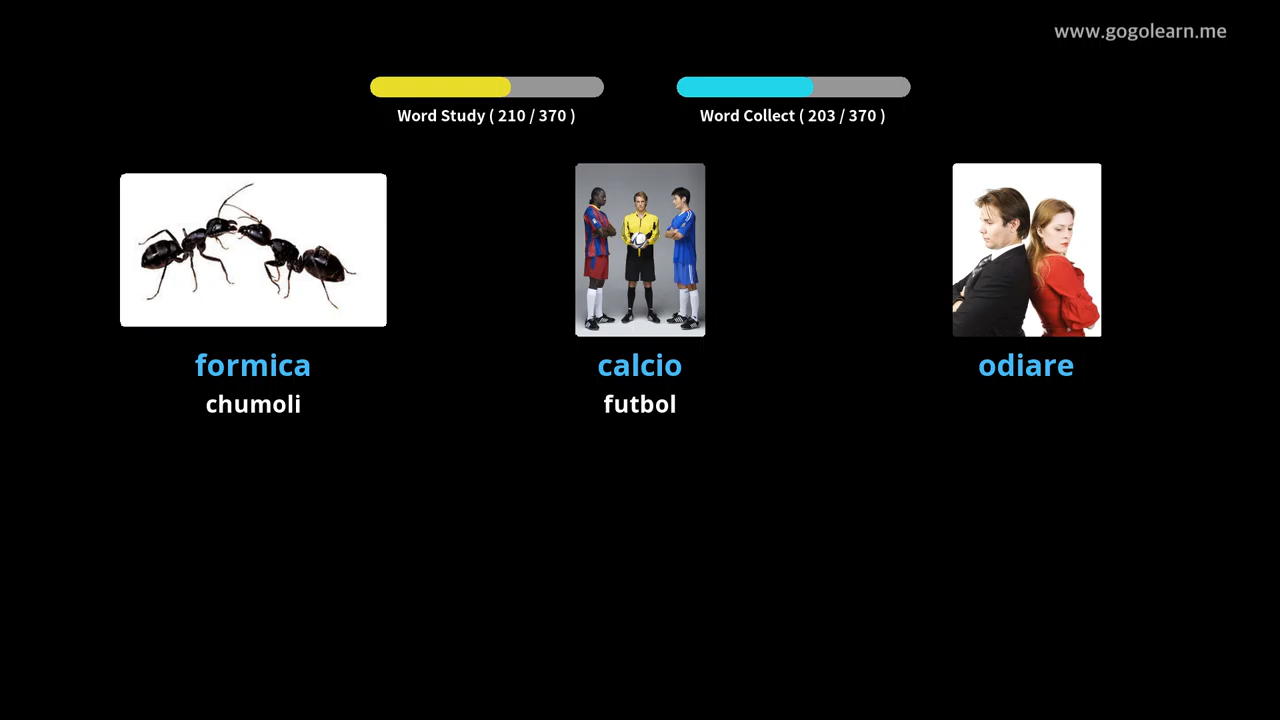 www.gogolearn.me
Word Study ( 210 / 370 )
Word Collect ( 203 / 370 )
formica
calcio
odiare
chumoli
futbol